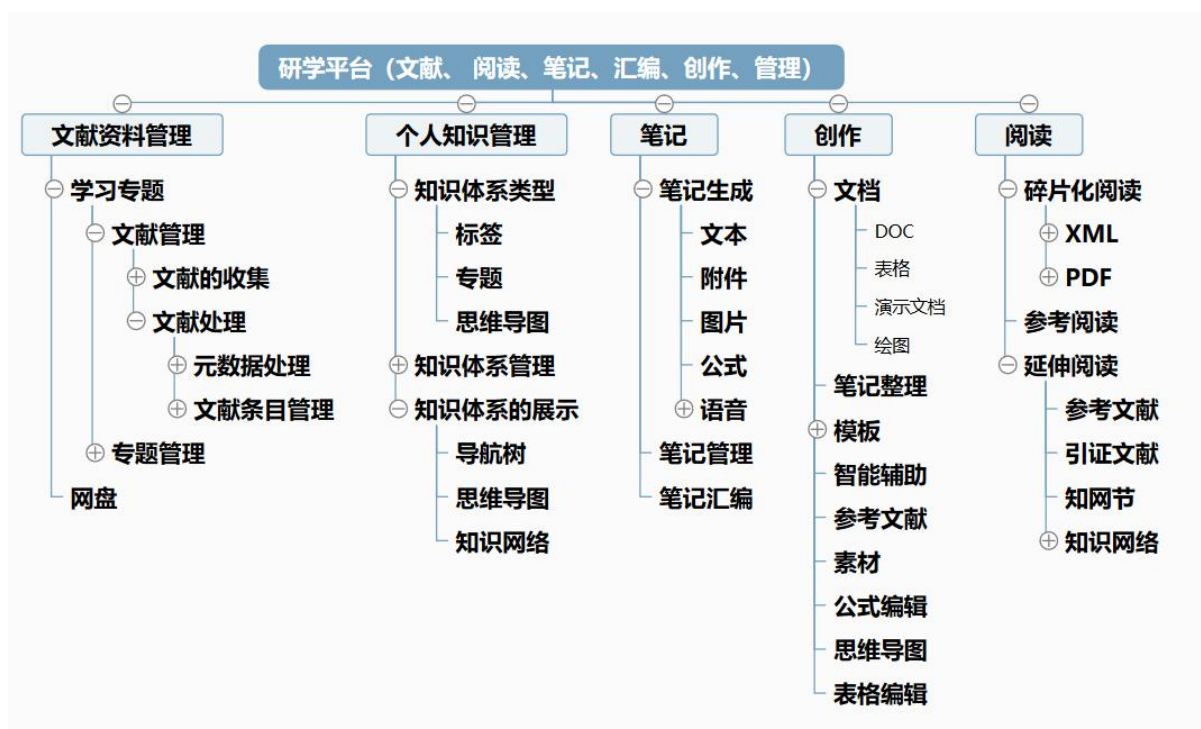 研学平台（文献、 阅读、笔记、汇编、创作、管理）
文献资料管理
学习专题
文献管理
文献的收集
文献处理
元数据处理
文献条目管理
专题管理
网盘
个人知识管理
知识体系类型
标签
专题
思维导图
知识体系管理
知识体系的展示
导航树
思维导图
知识网络
笔记
笔记生成
文本
附件
图片
公式
语音
笔记管理
笔记汇编
创作
文档
DOC
表格
演示文档
绘图
笔记整理
模板
智能辅助
参考文献
素材
公式编辑
思维导图
表格编辑
阅读
碎片化阅读
XML
PDF
参考阅读
延伸阅读
参考文献
引证文献
知网节
知识网络